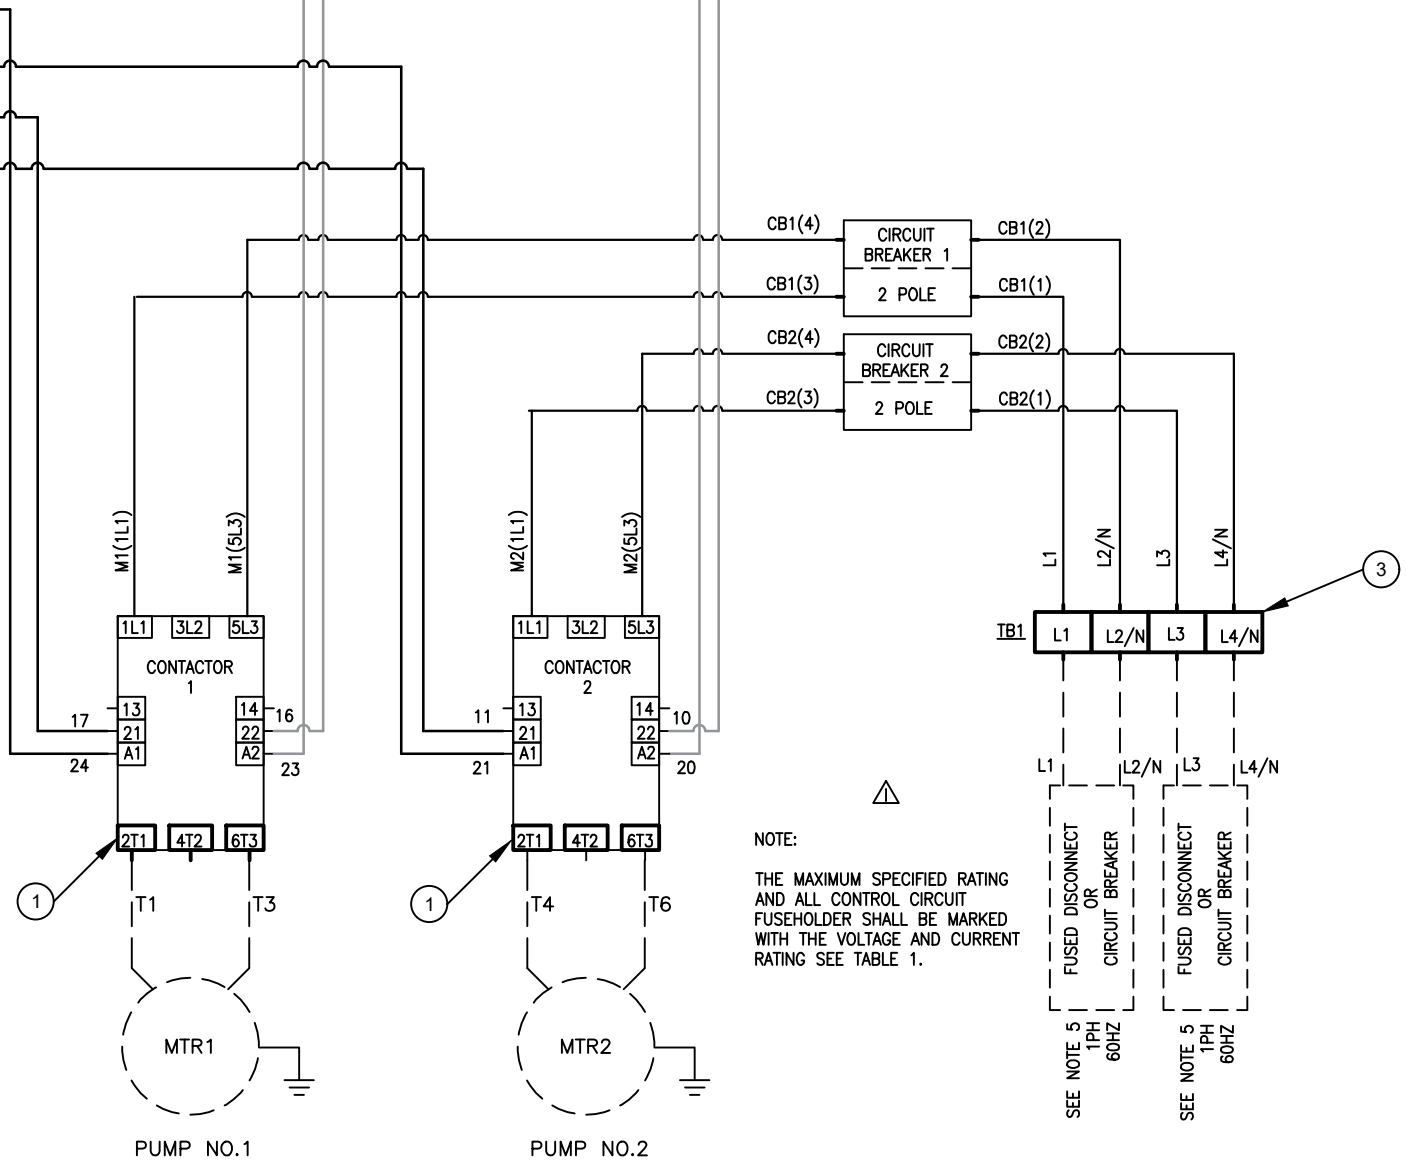 CB1(4)
CIRCUIT
BREAKER 1
CB1(2)
CB1(3)
2 POLE
CB1(1)
CB2(4)
CIRCUIT
BREAKER 2
CB2(2)
CB2(3)
2 POLE
CB2(1)
M1(1L1)
M1(5L3)
M2(1L1)
M2(5L3)
L1
L2/N
L3
L4/N
3
1L1
3L2
5L3
1L1
3L2
5L3
TB1
L1
L2/N
L3
L4/N
CONTACTOR
1
CONTACTOR
2
13
14
16
17
21
22
A1
A2
24
23
11
13
14
10
21
22
A1
A2
21
20
L1
L2/N
L3
L4/N
2T1
4T2
6T3
2T1
4T2
6T3
1
T1
T3
1
T4
T6
NOTE:
THE MAXIMUM SPECIFIED RATING
AND ALL CONTROL CIRCUIT
FUSEHOLDER SHALL BE MARKED
WITH THE VOLTAGE AND CURRENT
RATING SEE TABLE 1.
FUSED DISCONNECT
OR
CIRCUIT BREAKER
FUSED DISCONNECT
OR
CIRCUIT BREAKER
SEE NOTE 5
1PH
60HZ
SEE NOTE 5
1PH
60HZ
MTR1
MTR2
PUMP NO.1
PUMP NO.2